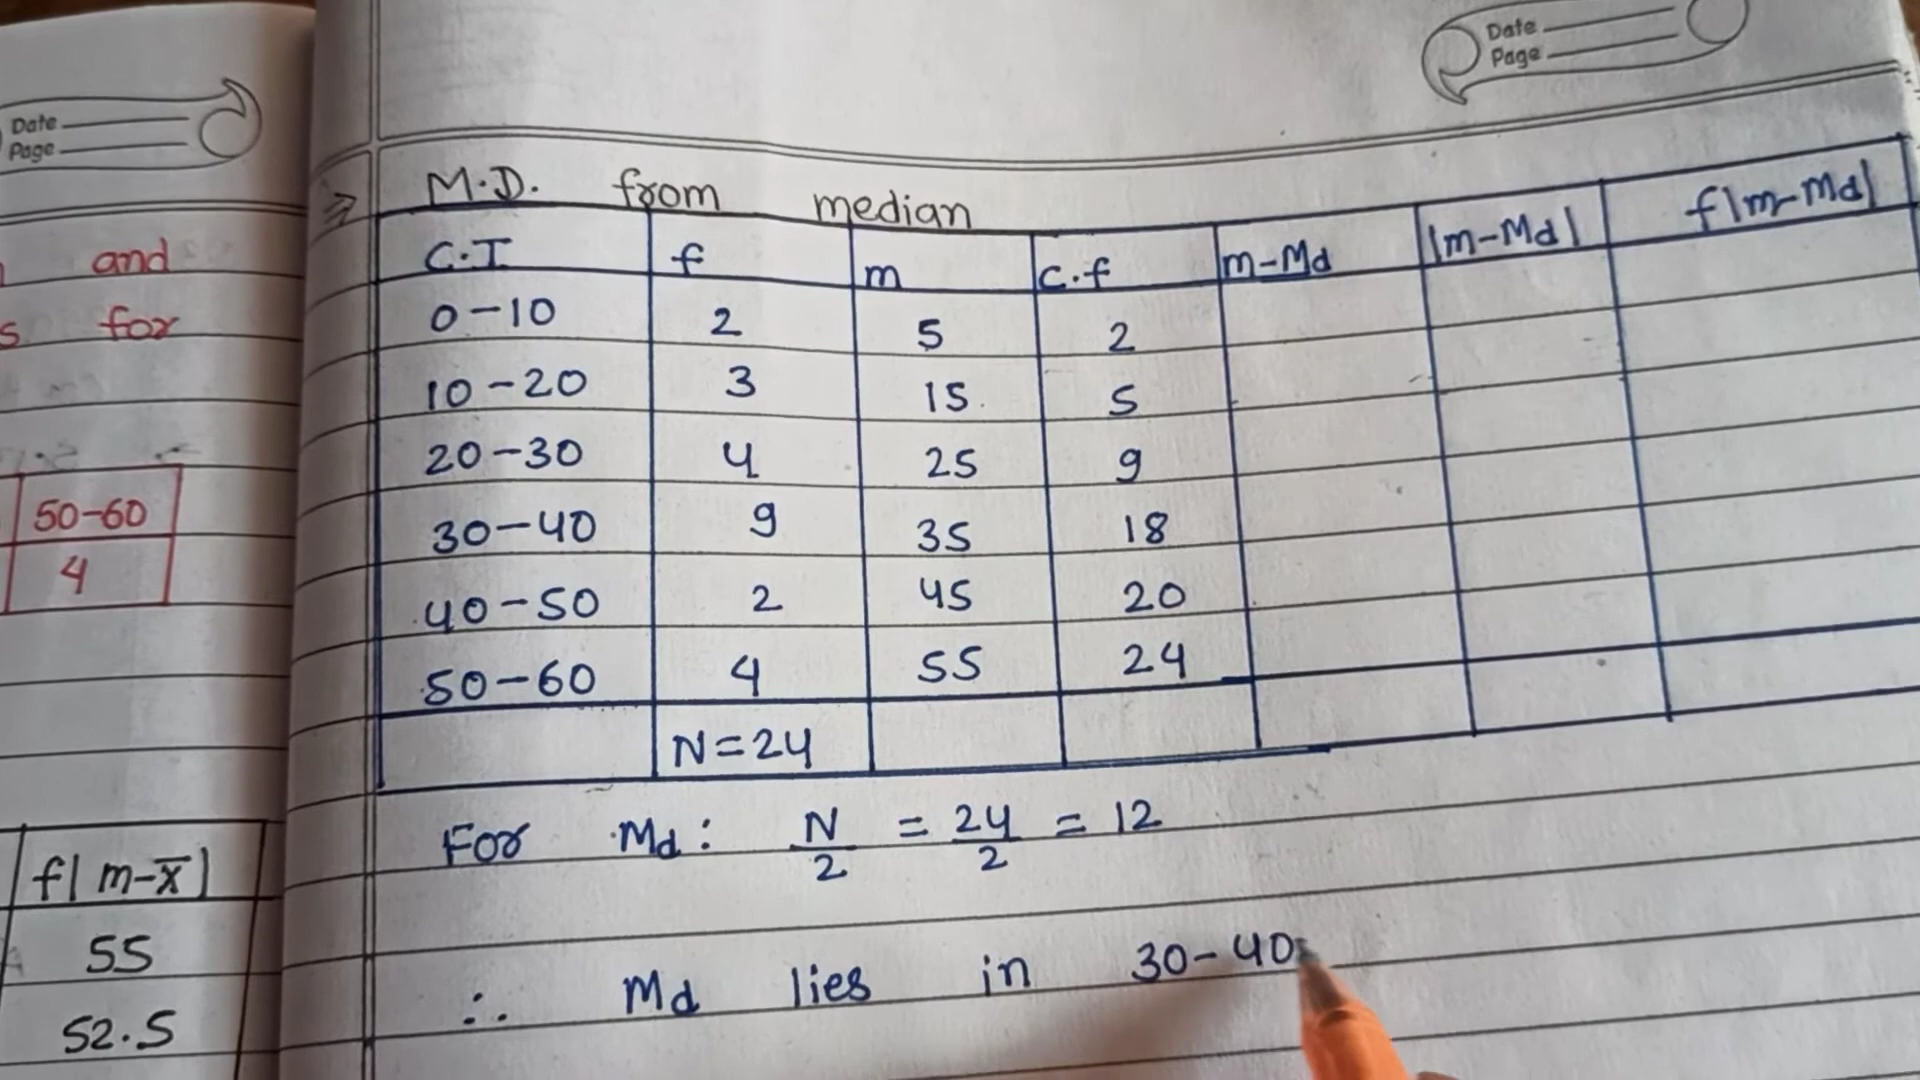 Date
Page
and
s for
50-60
4
f|m-x̅|
55
52.5
Date
Page
⇒ M.D. from median
C.I f m c.f m-Md |m-Md| f|m-Md|
0-10 2 5 2
10-20 3 15 5
20-30 4 25 9
30-40 9 35 18
40-50 2 45 20
50-60 4 55 24
N=24
For Md: N/2 = 24/2 = 12
∴ Md lies in 30-40